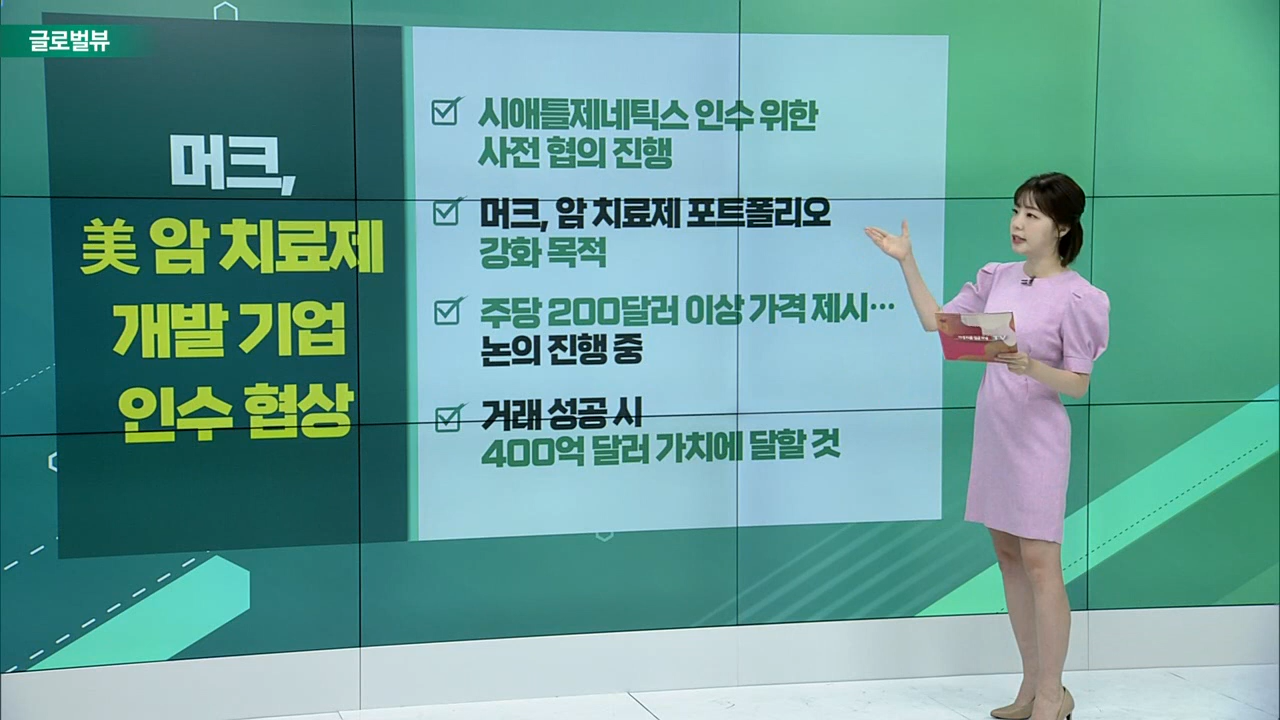 글로벌뷰
머크,
美 암 치료제
개발 기업
인수 협상
시애틀제네틱스 인수 위한
사전 협의 진행
머크, 암 치료제 포트폴리오
강화 목적
주당 200달러 이상 가격 제시…
논의 진행 중
거래 성공 시
400억 달러 가치에 달할 것